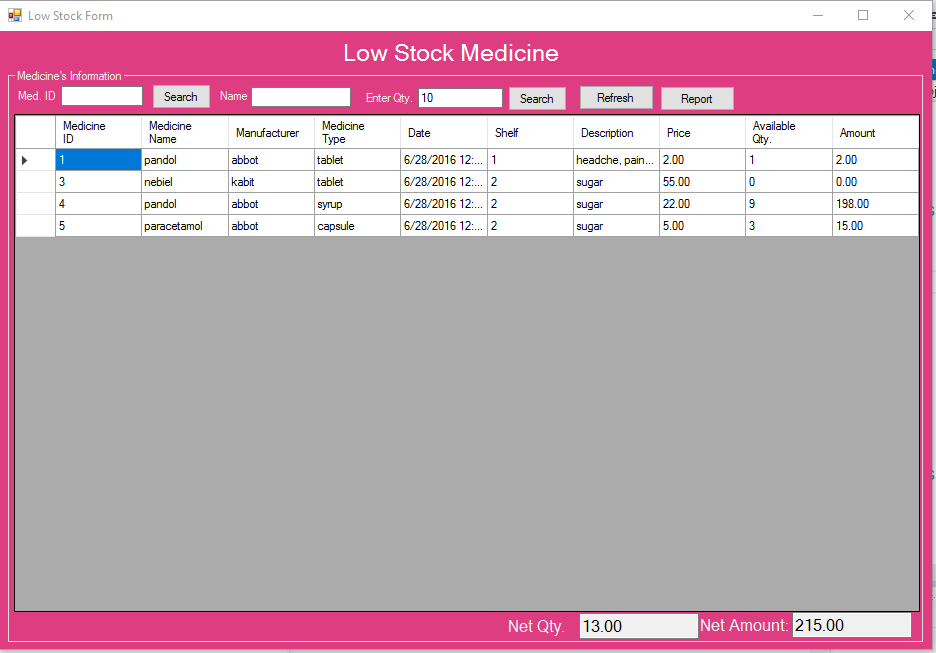 Low Stock Form
Low Stock Medicine
Medicine's Information
Med. ID Search Name Enter Qty. 10 Search Refresh Report
Medicine ID Medicine Name Manufacturer Medicine Type Date Shelf Description Price Available Qty. Amount
1 pandol abbot tablet 6/28/2016 12:... 1 headche, pain... 2.00 1 2.00
3 nebiel kabit tablet 6/28/2016 12:... 2 sugar 55.00 0 0.00
4 pandol abbot syrup 6/28/2016 12:... 2 sugar 22.00 9 198.00
5 paracetamol abbot capsule 6/28/2016 12:... 2 sugar 5.00 3 15.00
Net Qty. 13.00 Net Amount: 215.00